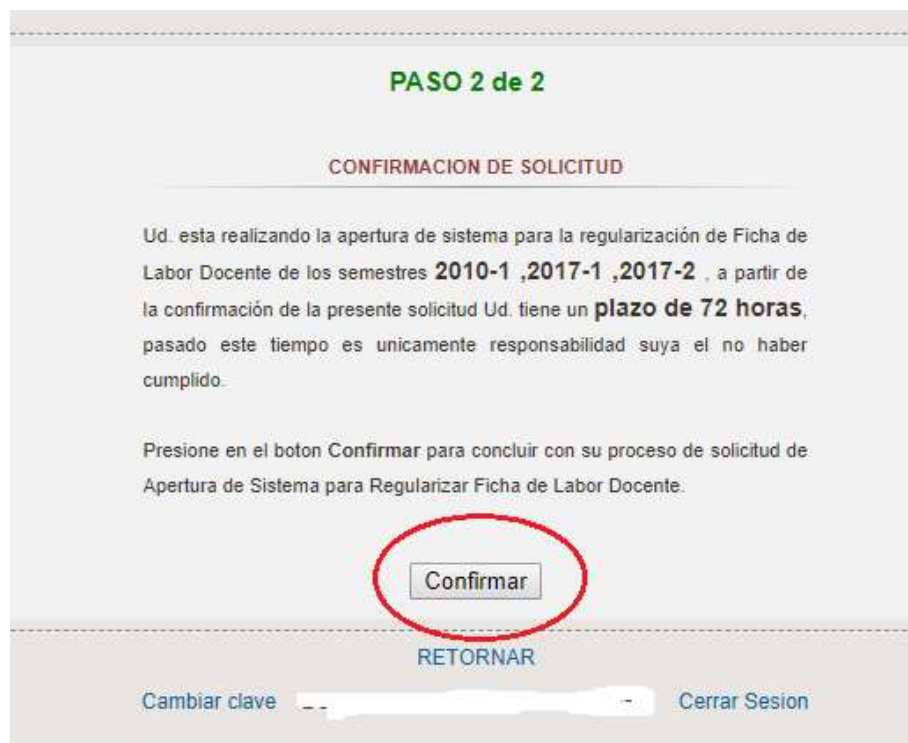 PASO 2 de 2
CONFIRMACION DE SOLICITUD
Ud. esta realizando la apertura de sistema para la regularización de Ficha de
Labor Docente de los semestres 2010-1 ,2017-1 ,2017-2 , a partir de
la confirmación de la presente solicitud Ud. tiene un plazo de 72 horas,
pasado este tiempo es unicamente responsabilidad suya el no haber
cumplido.
Presione en el boton Confirmar para concluir con su proceso de solicitud de
Apertura de Sistema para Regularizar Ficha de Labor Docente.
Confirmar
RETORNAR
Cambiar clave Cerrar Sesion